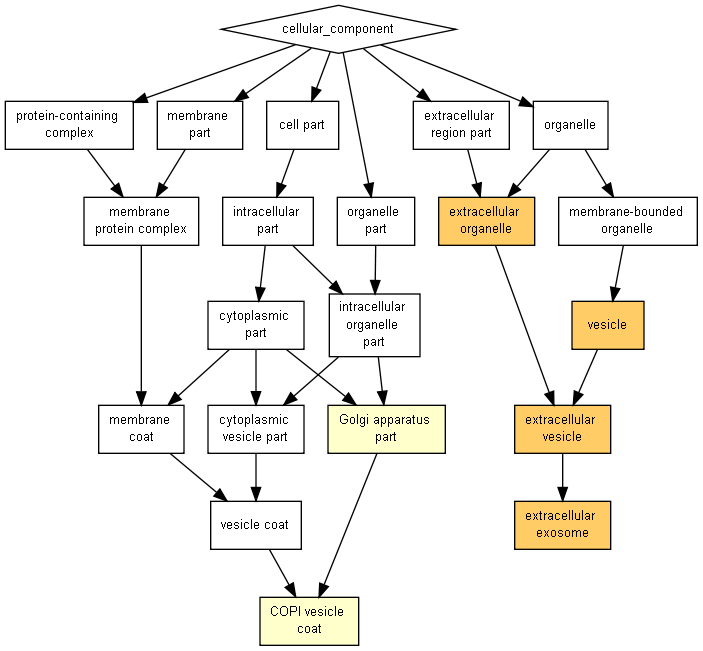 cellular_component
protein-containing
complex
membrane
part
cell part
extracellular
region part
organelle
membrane
protein complex
intracellular
part
organelle
part
extracellular
organelle
membrane-bounded
organelle
cytoplasmic
part
intracellular
organelle
part
vesicle
membrane
coat
cytoplasmic
vesicle part
Golgi apparatus
part
extracellular
vesicle
vesicle coat
extracellular
exosome
COPI vesicle
coat